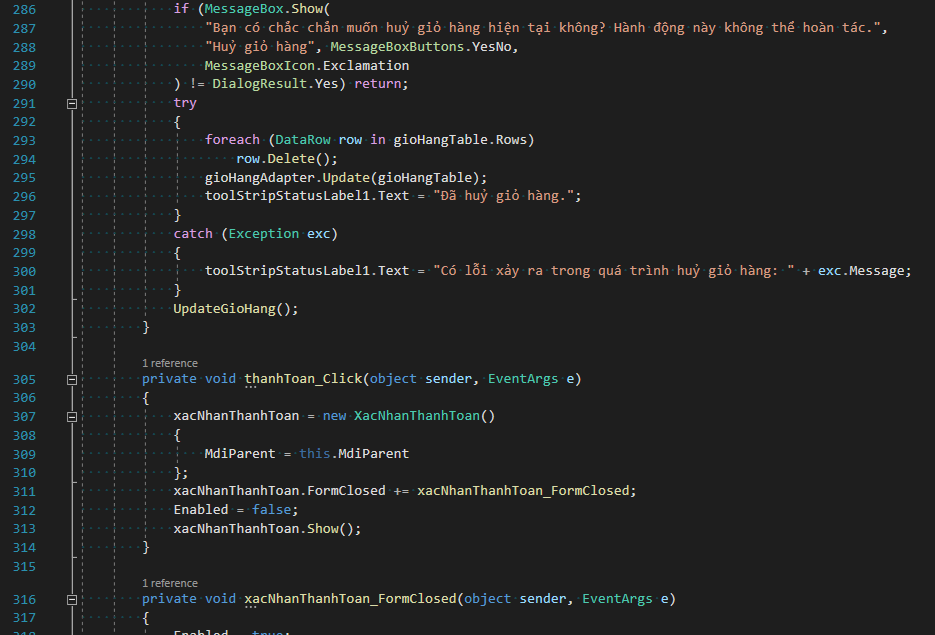 286 if (MessageBox.Show(
287 "Bạn có chắc chắn muốn huỷ giỏ hàng hiện tại không? Hành động này không thể hoàn tác.",
288 "Huỷ giỏ hàng", MessageBoxButtons.YesNo,
289 MessageBoxIcon.Exclamation
290 ) != DialogResult.Yes) return;
291 try
292 {
293 foreach (DataRow row in gioHangTable.Rows)
294 row.Delete();
295 gioHangAdapter.Update(gioHangTable);
296 toolStripStatusLabel1.Text = "Đã huỷ giỏ hàng.";
297 }
298 catch (Exception exc)
299 {
300 toolStripStatusLabel1.Text = "Có lỗi xảy ra trong quá trình huỷ giỏ hàng: " + exc.Message;
301 }
302 UpdateGioHang();
303 }
304
1 reference
305 private void thanhToan_Click(object sender, EventArgs e)
306 {
307 xacNhanThanhToan = new XacNhanThanhToan()
308 {
309 MdiParent = this.MdiParent
310 };
311 xacNhanThanhToan.FormClosed += xacNhanThanhToan_FormClosed;
312 Enabled = false;
313 xacNhanThanhToan.Show();
314 }
315
1 reference
316 private void xacNhanThanhToan_FormClosed(object sender, EventArgs e)
317 {
318 Enabled = true;